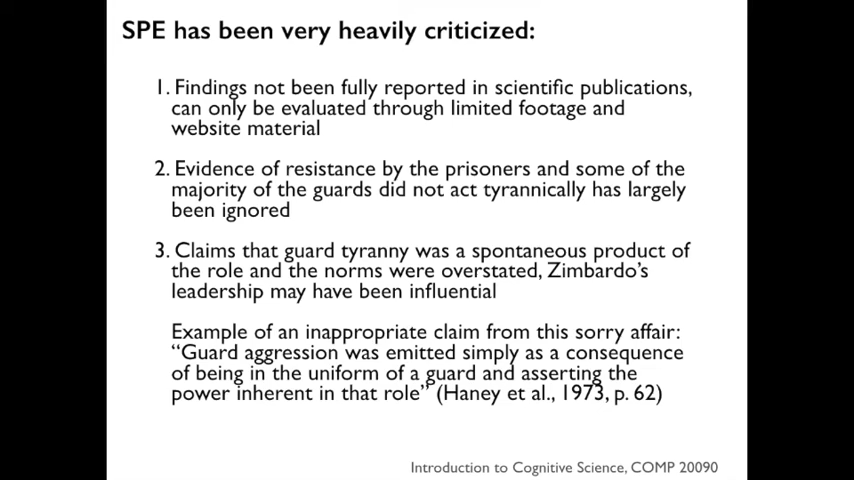 SPE has been very heavily criticized:
1. Findings not been fully reported in scientific publications,
can only be evaluated through limited footage and
website material
2. Evidence of resistance by the prisoners and some of the
majority of the guards did not act tyrannically has largely
been ignored
3. Claims that guard tyranny was a spontaneous product of
the role and the norms were overstated, Zimbardo's
leadership may have been influential
Example of an inappropriate claim from this sorry affair:
“Guard aggression was emitted simply as a consequence
of being in the uniform of a guard and asserting the
power inherent in that role” (Haney et al., 1973, p. 62)
Introduction to Cognitive Science, COMP 20090